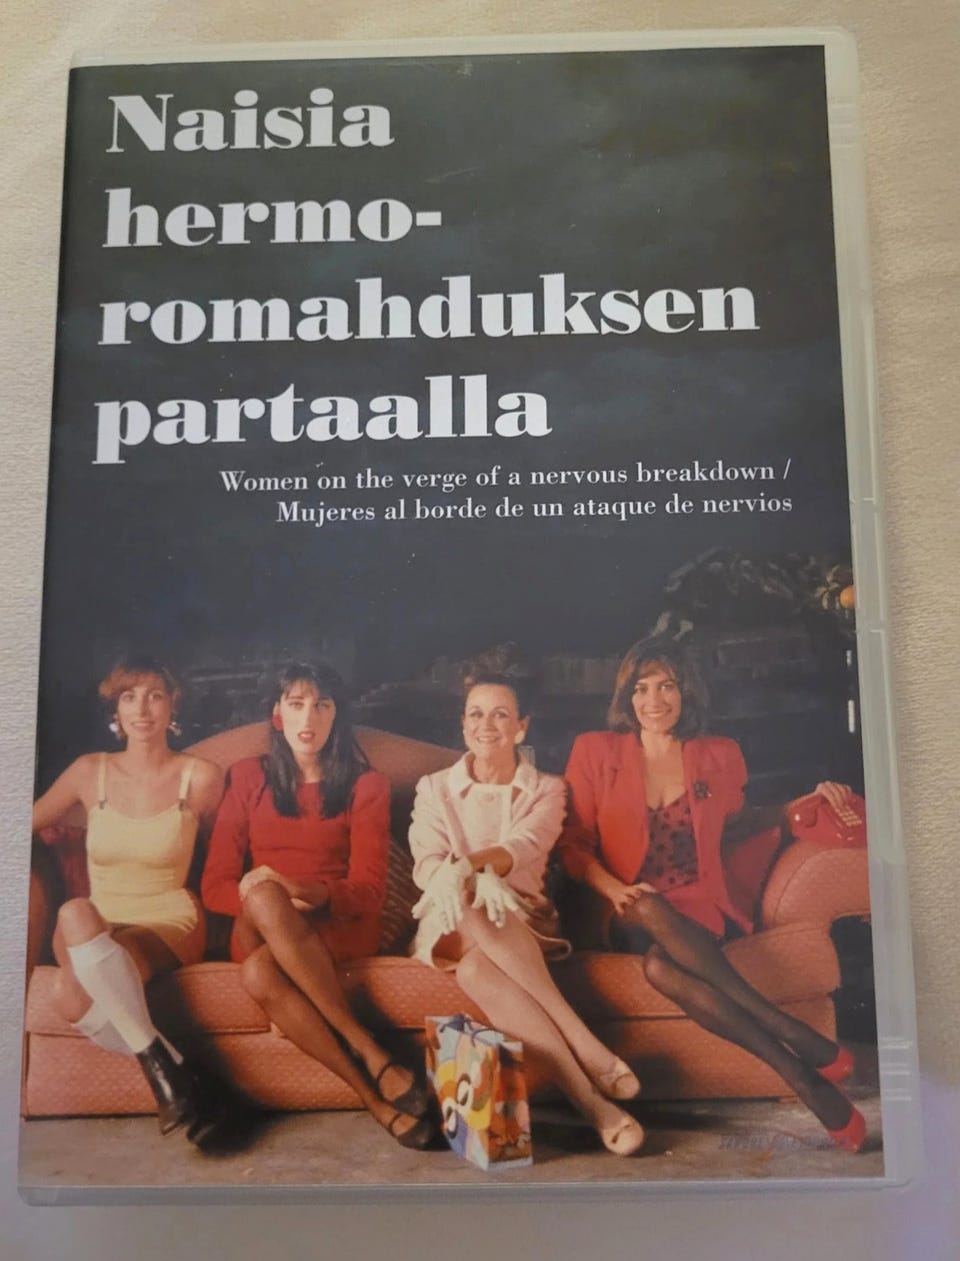 Naisia
hermo-
romahduksen
partaalla
Women on the verge of a nervous breakdown /
Mujeres al borde de un ataque de nervios